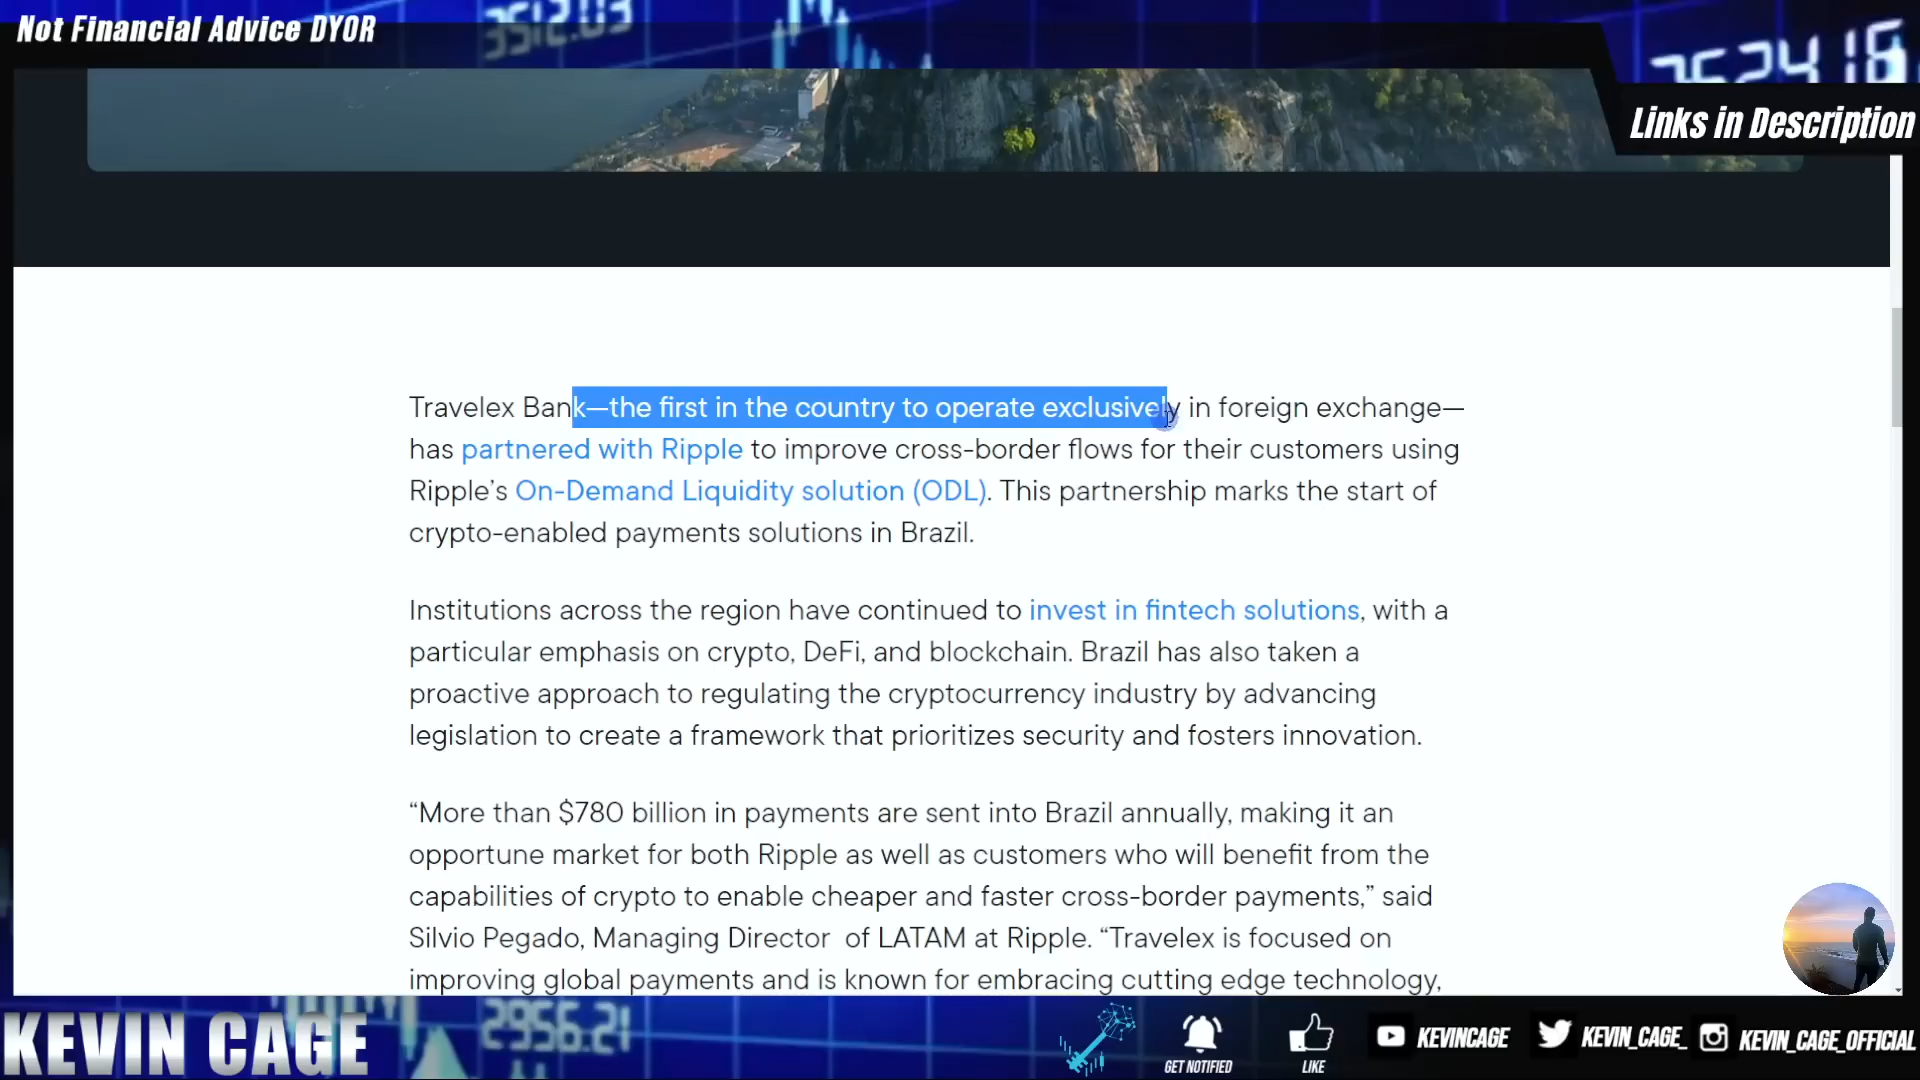 Not Financial Advice DYOR
3512.03
Links in Description
Travelex Bank—the first in the country to operate exclusively in foreign exchange—
has partnered with Ripple to improve cross-border flows for their customers using
Ripple’s On-Demand Liquidity solution (ODL). This partnership marks the start of
crypto-enabled payments solutions in Brazil.
Institutions across the region have continued to invest in fintech solutions, with a
particular emphasis on crypto, DeFi, and blockchain. Brazil has also taken a
proactive approach to regulating the cryptocurrency industry by advancing
legislation to create a framework that prioritizes security and fosters innovation.
“More than $780 billion in payments are sent into Brazil annually, making it an
opportune market for both Ripple as well as customers who will benefit from the
capabilities of crypto to enable cheaper and faster cross-border payments,” said
Silvio Pegado, Managing Director of LATAM at Ripple. “Travelex is focused on
improving global payments and is known for embracing cutting edge technology,
KEVIN CAGE
2956.21
GET NOTIFIED
LIKE
KEVINCAGE
KEVIN_CAGE_
KEVIN_CAGE_OFFICIAL